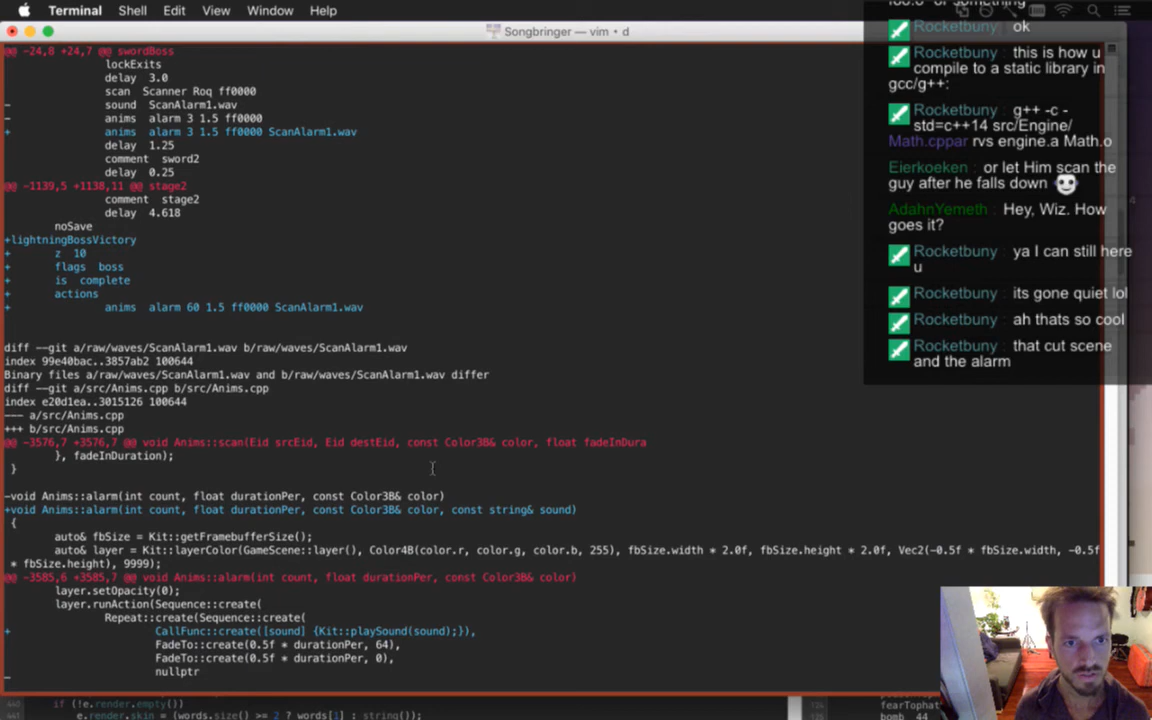 Terminal Shell Edit View Window Help
Songbringer — vim • d
@@ -24,8 +24,7 @@ swordBoss
lockExits
delay 3.0
scan Scanner Roq ff0000
- sound ScanAlarm1.wav
- anims alarm 3 1.5 ff0000
+ anims alarm 3 1.5 ff0000 ScanAlarm1.wav
delay 1.25
comment sword2
delay 0.25
@@ -1139,5 +1138,11 @@ stage2
comment stage2
delay 4.618
noSave
+lightningBossVictory
+ z 10
+ flags boss
+ is complete
+ actions
+ anims alarm 60 1.5 ff0000 ScanAlarm1.wav
diff --git a/raw/waves/ScanAlarm1.wav b/raw/waves/ScanAlarm1.wav
index 99e40bac..3857ab2 100644
Binary files a/raw/waves/ScanAlarm1.wav and b/raw/waves/ScanAlarm1.wav differ
diff --git a/src/Anims.cpp b/src/Anims.cpp
index e20d1ea..3015126 100644
--- a/src/Anims.cpp
+++ b/src/Anims.cpp
@@ -3576,7 +3576,7 @@ void Anims::scan(Eid srcEid, Eid destEid, const Color3B& color, float fadeInDura
}, fadeInDuration);
}
-void Anims::alarm(int count, float durationPer, const Color3B& color)
+void Anims::alarm(int count, float durationPer, const Color3B& color, const string& sound)
{
auto& fbSize = Kit::getFramebufferSize();
auto& layer = Kit::layerColor(GameScene::layer(), Color4B(color.r, color.g, color.b, 255), fbSize.width * 2.0f, fbSize.height * 2.0f, Vec2(-0.5f * fbSize.width, -0.5f
* fbSize.height), 9999);
@@ -3585,6 +3585,7 @@ void Anims::alarm(int count, float durationPer, const Color3B& color)
layer.setOpacity(0);
layer.runAction(Sequence::create(
Repeat::create(Sequence::create(
+ CallFunc::create([sound] {Kit::playSound(sound);}),
FadeTo::create(0.5f * durationPer, 64),
FadeTo::create(0.5f * durationPer, 0),
nullptr
440 if (!e.render.empty())
441 e.render.skin = (words.size() >= 2 ? words[1] : string());
fearTophat
125 bomb 44
or something
Rocketbuny : ok
Rocketbuny : this is how u
compile to a static library in
gcc/g++:
Rocketbuny : g++ -c -
std=c++14 src/Engine/
Math.cppar rvs engine.a Math.o
Eierkoeken : or let Him scan the
guy after he falls down
AdahnYemeth : Hey, Wiz. How
goes it?
Rocketbuny : ya I can still here
u
Rocketbuny : its gone quiet lol
Rocketbuny : ah thats so cool
Rocketbuny : that cut scene
and the alarm